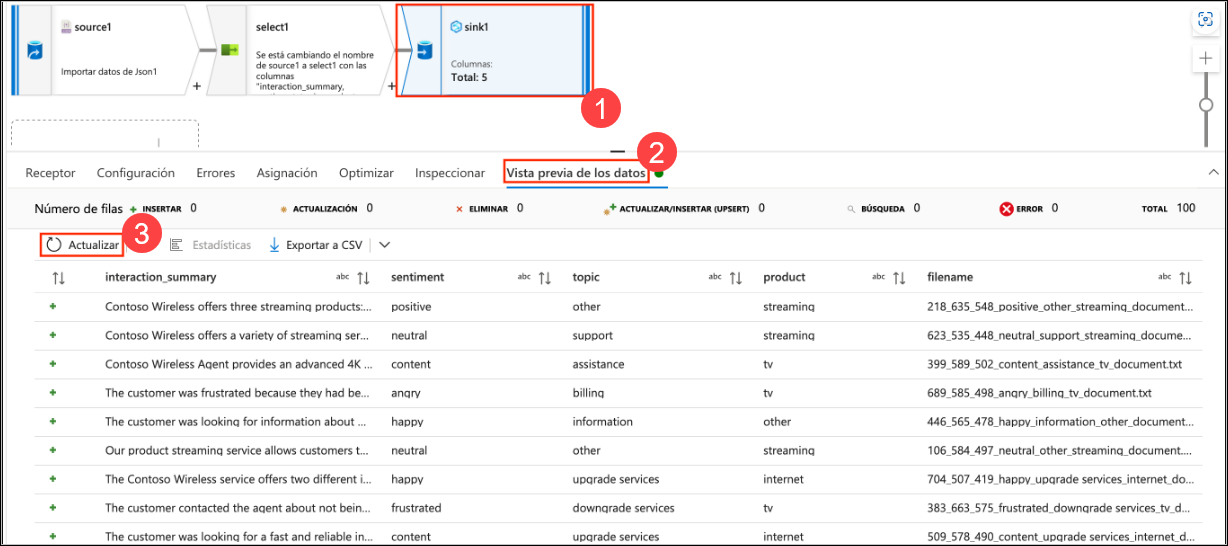 source1
Importar datos de Json1
select1
Se está cambiando el nombre
de source1 a select1 con las
columnas
"interaction_summary,
sink1
Columnas:
Total: 5
1
2
Receptor Configuración Errores Asignación Optimizar Inspeccionar Vista previa de los datos
Número de filas INSERTAR 0 ACTUALIZACIÓN 0 ELIMINAR 0 ACTUALIZAR/INSERTAR (UPSERT) 0 BÚSQUEDA 0 ERROR 0 TOTAL 100
3
Actualizar Estadísticas Exportar a CSV
interaction_summary abc sentiment abc topic abc product abc filename abc
Contoso Wireless offers three streaming products:... positive other streaming 218_635_548_positive_other_streaming_document...
Contoso Wireless offers a variety of streaming ser... neutral support streaming 623_535_448_neutral_support_streaming_docume...
Contoso Wireless Agent provides an advanced 4K ... content assistance tv 399_589_502_content_assistance_tv_document.txt
The customer was frustrated because they had be... angry billing tv 689_585_498_angry_billing_tv_document.txt
The customer was looking for information about ... happy information other 446_565_478_happy_information_other_document...
Our product streaming service allows customers t... neutral other streaming 106_584_497_neutral_other_streaming_document....
The Contoso Wireless service offers two different i... happy upgrade services internet 704_507_419_happy_upgrade services_internet_do...
The customer contacted the agent about not bein... frustrated downgrade services tv 383_663_575_frustrated_downgrade services_tv_d...
The customer was looking for a fast and reliable in... content upgrade services internet 509_578_490_content_upgrade services_internet_d...